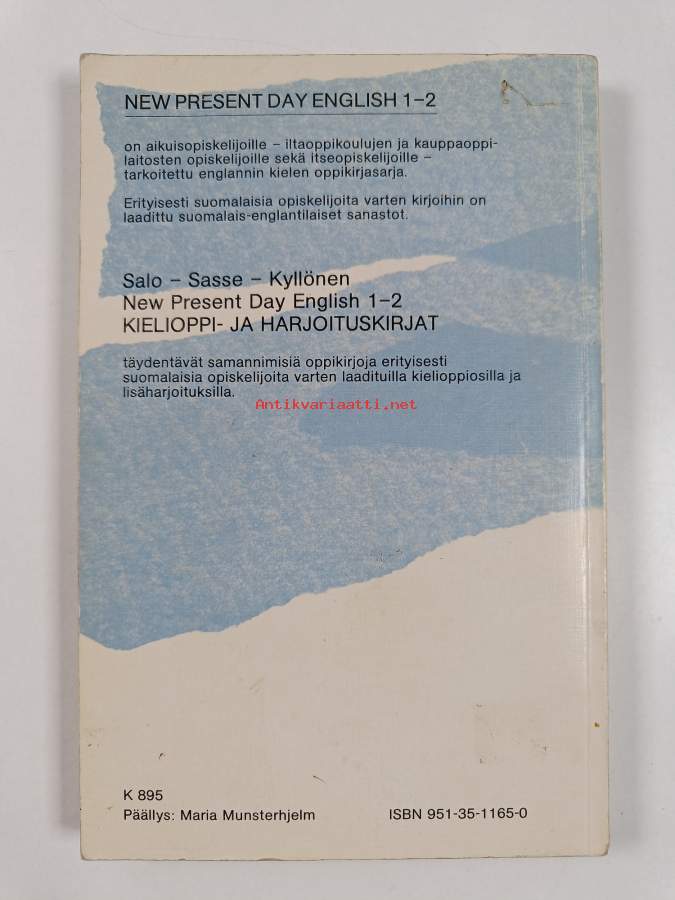 NEW PRESENT DAY ENGLISH 1–2
on aikuisopiskelijoille – iltaoppikoulujen ja kauppaoppi-
laitosten opiskelijoille sekä itseopiskelijoille –
tarkoitettu englannin kielen oppikirjasarja.
Erityisesti suomalaisia opiskelijoita varten kirjoihin on
laadittu suomalais-englantilaiset sanastot.
Salo – Sasse – Kyllönen
New Present Day English 1–2
KIELIOPPI- JA HARJOITUSKIRJAT
täydentävät samannimisiä oppikirjoja erityisesti
suomalaisia opiskelijoita varten laadituilla kielioppiosilla ja
lisäharjoituksilla.
Antikvariaatti.net
K 895
Päällys: Maria Munsterhjelm
ISBN 951-35-1165-0